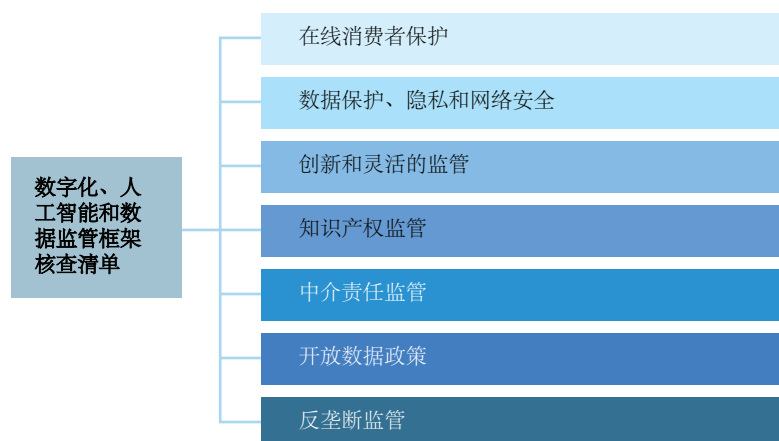 在线消费者保护
数据保护、隐私和网络安全
创新和灵活的监管
数字化、人
工智能和数
据监管框架
核查清单
知识产权监管
中介责任监管
开放数据政策
反垄断监管